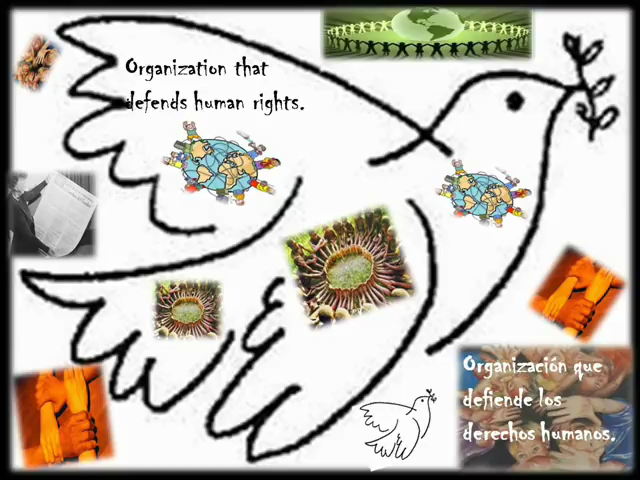 Organization that
defends human rights.
Organización que
defiende los
derechos humanos.